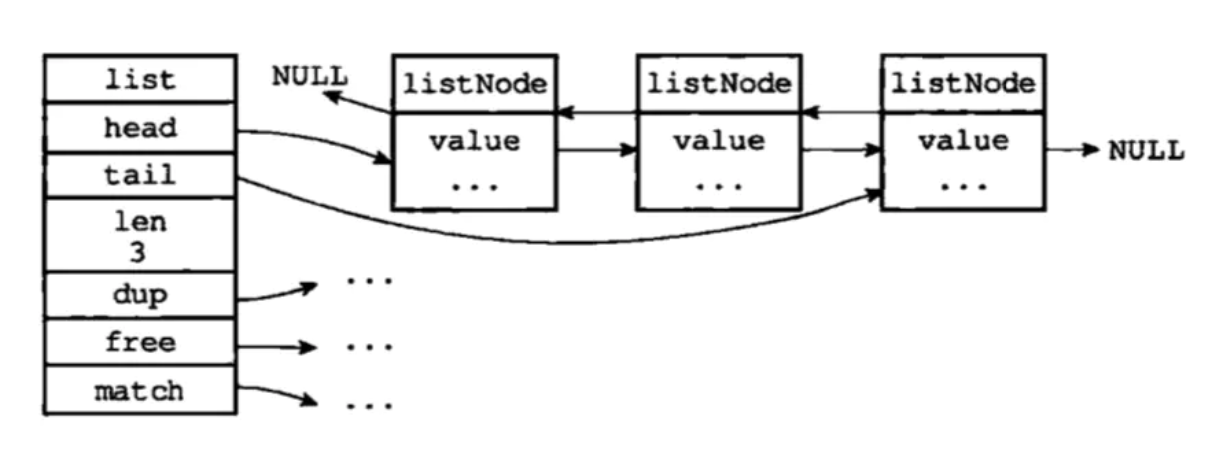 list
head
tail
len
3
dup
free
match
NULL
listNode
value
...
listNode
value
...
listNode
value
...
NULL
...
...
...